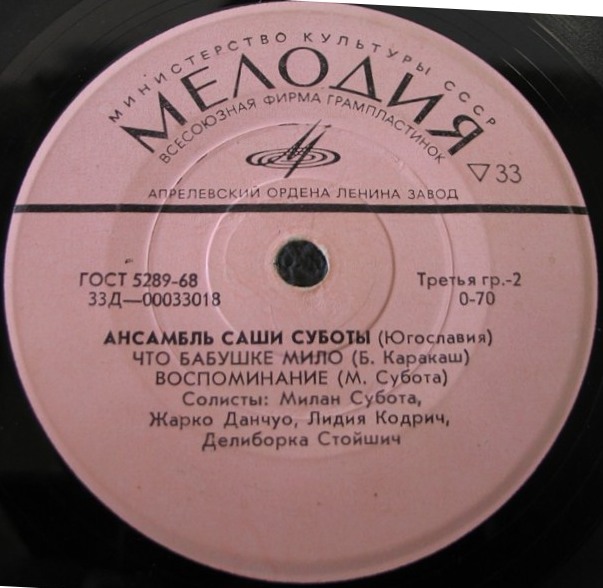 МИНИСТЕРСТВО КУЛЬТУРЫ СССР
МЕЛОДИЯ
ВСЕСОЮЗНАЯ ФИРМА ГРАМПЛАСТИНОК
▽33
АПРЕЛЕВСКИЙ ОРДЕНА ЛЕНИНА ЗАВОД
ГОСТ 5289-68
Третья гр.-2
33Д—00033018
0-70
АНСАМБЛЬ САШИ СУБОТЫ (Югославия)
ЧТО БАБУШКЕ МИЛО (Б. Каракаш)
ВОСПОМИНАНИЕ (М. Субота)
Солисты: Милан Субота,
Жарко Данчуо, Лидия Кодрич,
Делиборка Стойшич